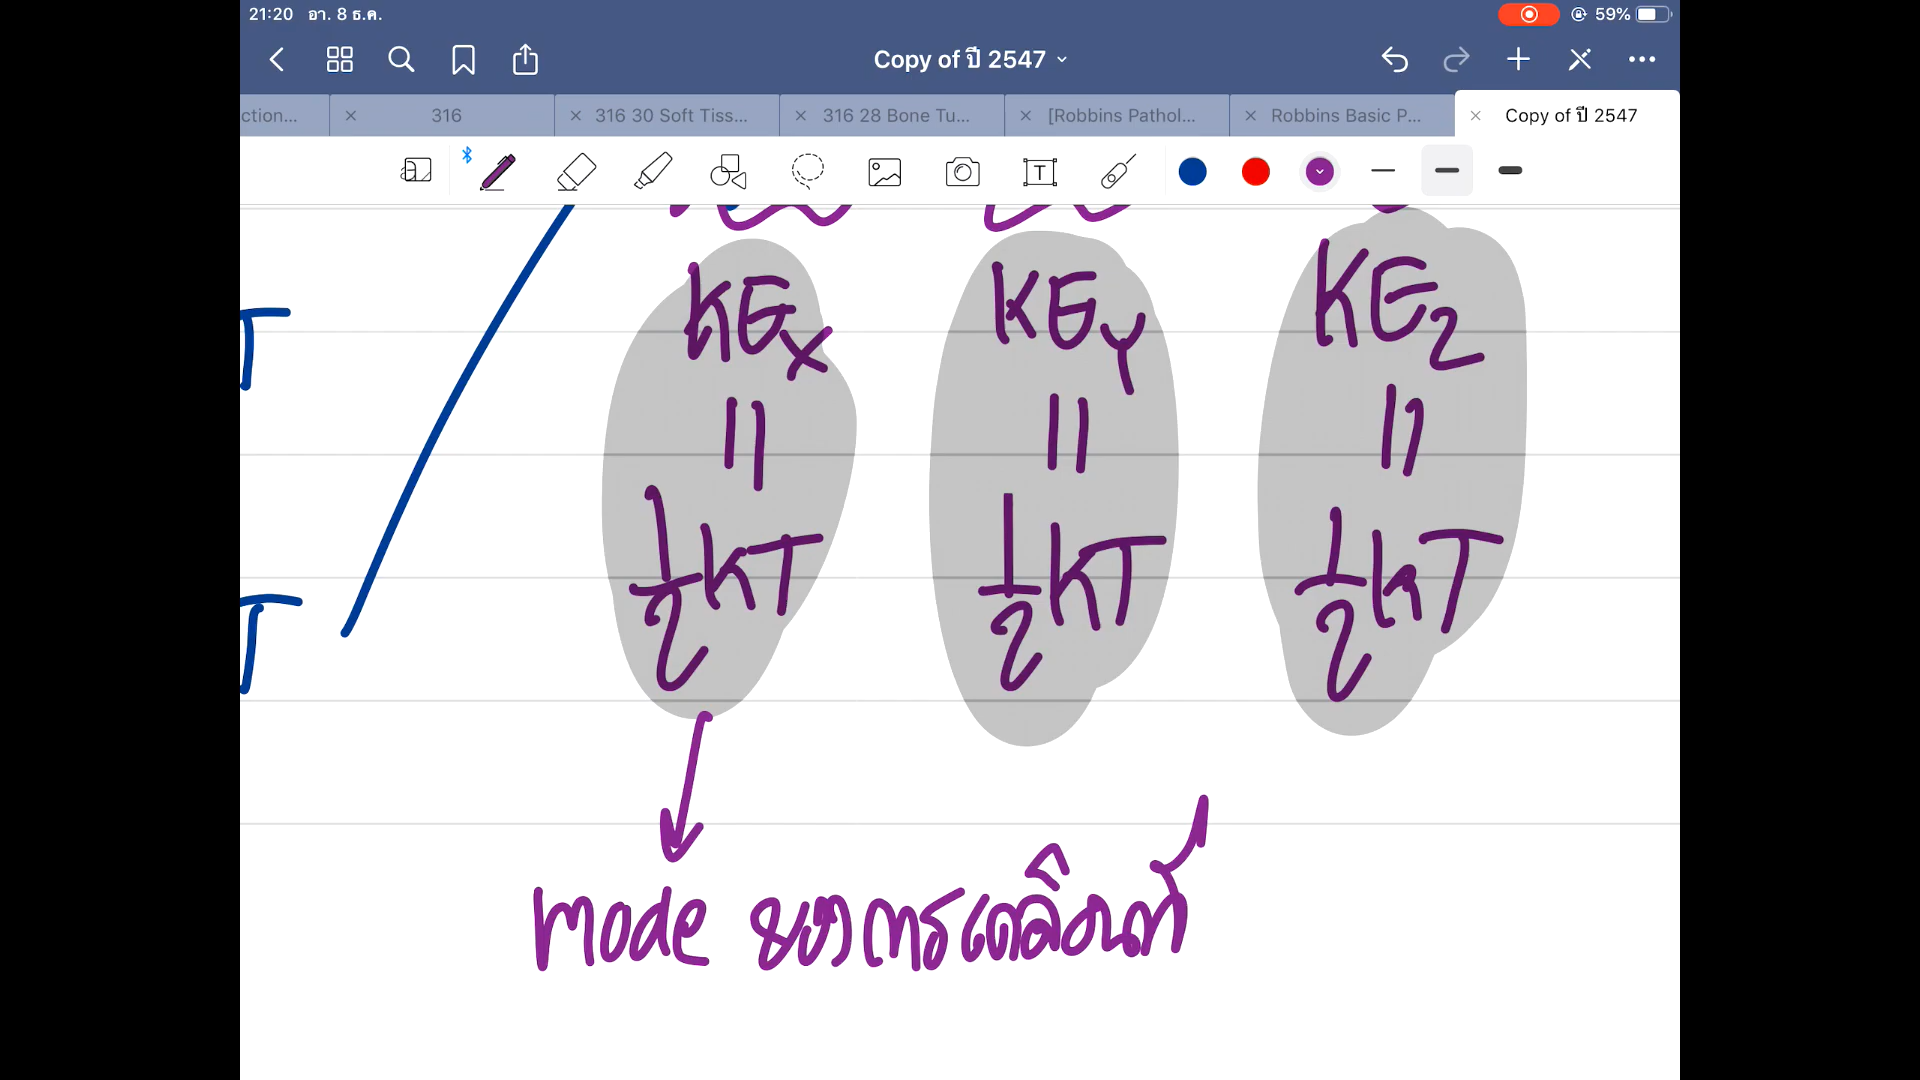 21:20 อา. 8 ธ.ค. 59%
Copy of ปี 2547
ction... 316 316 30 Soft Tiss... 316 28 Bone Tu... [Robbins Pathol... Robbins Basic P... Copy of ปี 2547
KEx KEy KEz
T
= = =
1/2 kT 1/2 kT 1/2 kT
T
mode ของการเคลื่อนที่